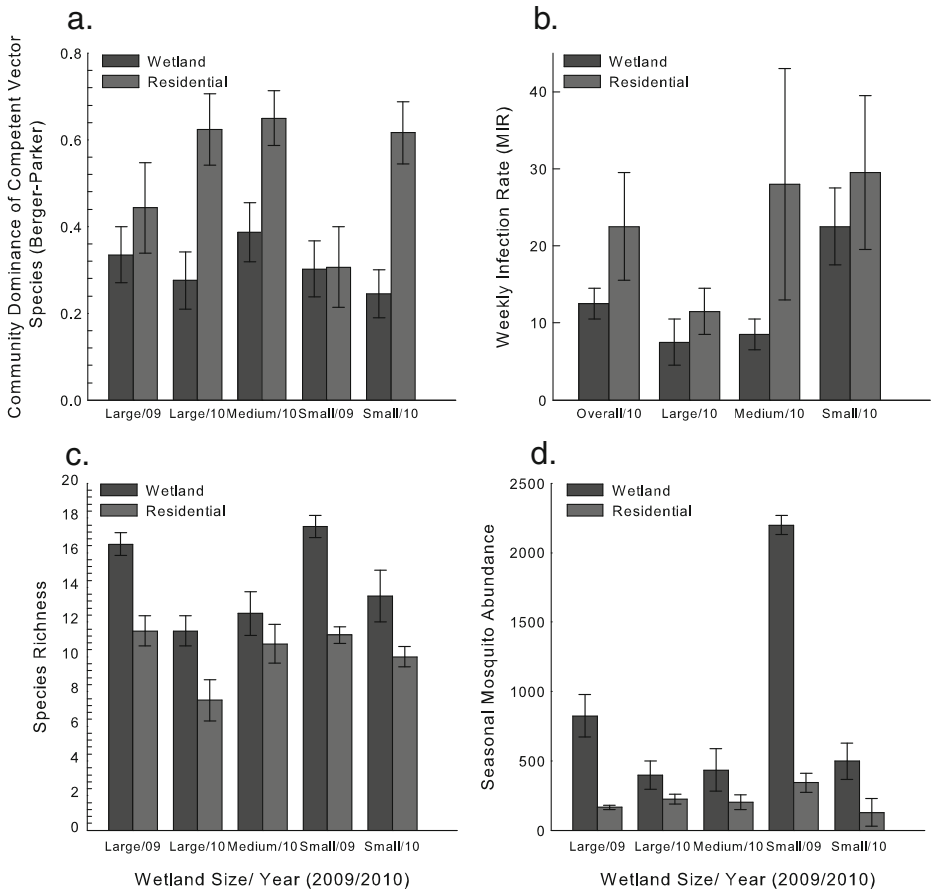 a.
Wetland
Residential
Community Dominance of Competent Vector
Species (Berger-Parker)
0.8
0.6
0.4
0.2
0.0
Large/09 Large/10 Medium/10 Small/09 Small/10
b.
Wetland
Residential
Weekly Infection Rate (MIR)
40
30
20
10
0
Overall/10 Large/10 Medium/10 Small/10
c.
Wetland
Residential
Species Richness
20
18
16
14
12
10
8
6
4
2
0
Large/09 Large/10 Medium/10 Small/09 Small/10
Wetland Size/ Year (2009/2010)
d.
Wetland
Residential
Seasonal Mosquito Abundance
2500
2000
1500
1000
500
0
Large/09 Large/10 Medium/10 Small/09 Small/10
Wetland Size/ Year (2009/2010)